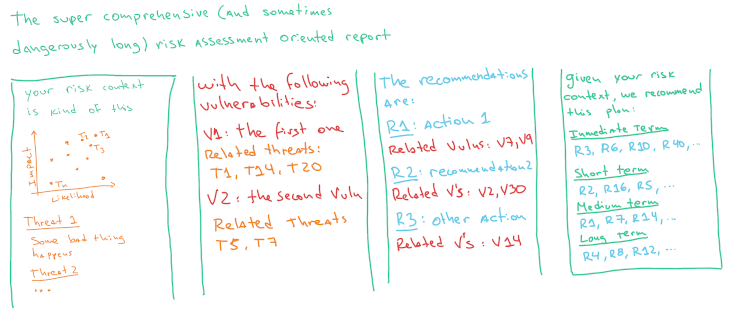 The super comprehensive (and sometimes
dangerously long) risk assessment oriented report
your risk context
is kind of this
Impact
T2
T1
T3
Tn
Likelihood
Threat 1
Some bad thing
happens
Threat 2
...
with the following
vulnerabilities:
V1: the first one
Related threats:
T1, T14, T20
V2: the second vuln
Related Threats
T5, T7
The recommendations
are:
R1: Action 1
Related Vulns: V7, V9
R2: recommendation2
Related V's: V2, V30
R3: other Action
Related V's: V14
given your risk
context, we recommend
this plan:
Inmediate Term
R3, R6, R10, R40,..
Short term
R2, R16, R5, ...
Medium term
R1, R7, R14,...
Long Term
R4, R8, R12, ...